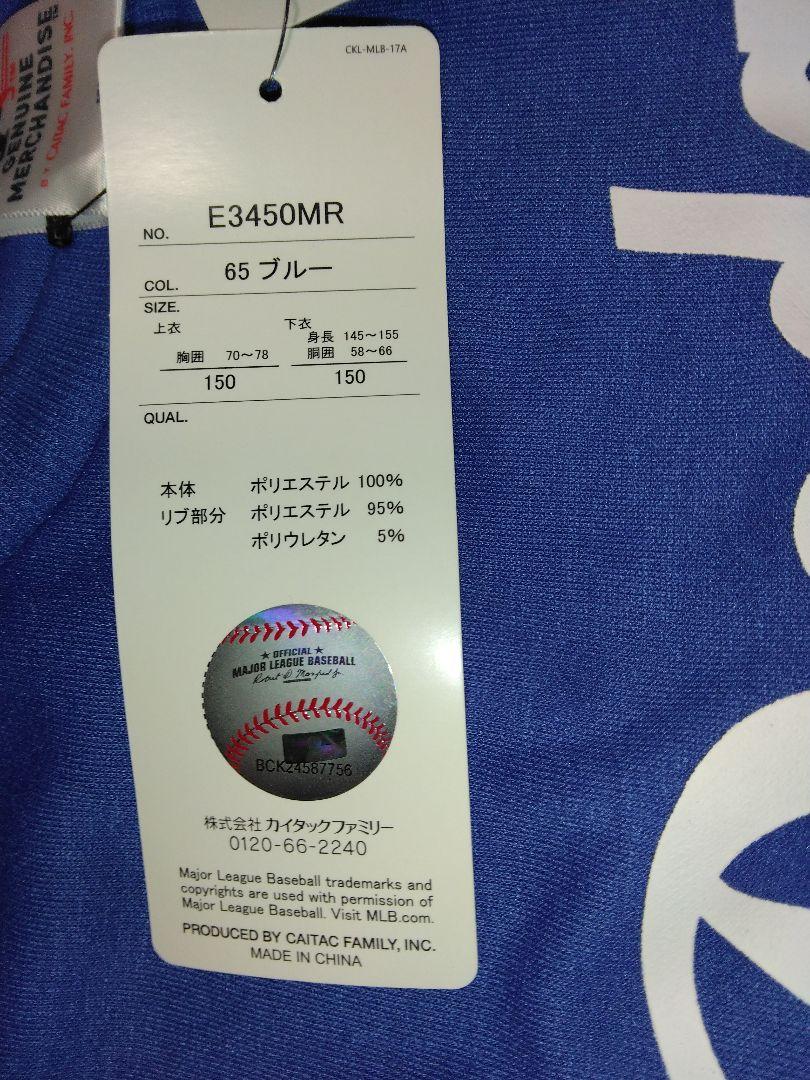 GENUINE
MERCHANDISE
BY CAITAC FAMILY, INC.
CKL-MLB-17A
NO. E3450MR
COL. 65 ブルー
SIZE.
上衣 下衣
身長 145～155
胸囲 70～78 胴囲 58～66
150 150
QUAL.
本体 ポリエステル 100%
リブ部分 ポリエステル 95%
ポリウレタン 5%
★ OFFICIAL ★
MAJOR LEAGUE BASEBALL
BCK24587756
株式会社 カイタックファミリー
0120-66-2240
Major League Baseball trademarks and
copyrights are used with permission of
Major League Baseball. Visit MLB.com.
PRODUCED BY CAITAC FAMILY, INC.
MADE IN CHINA